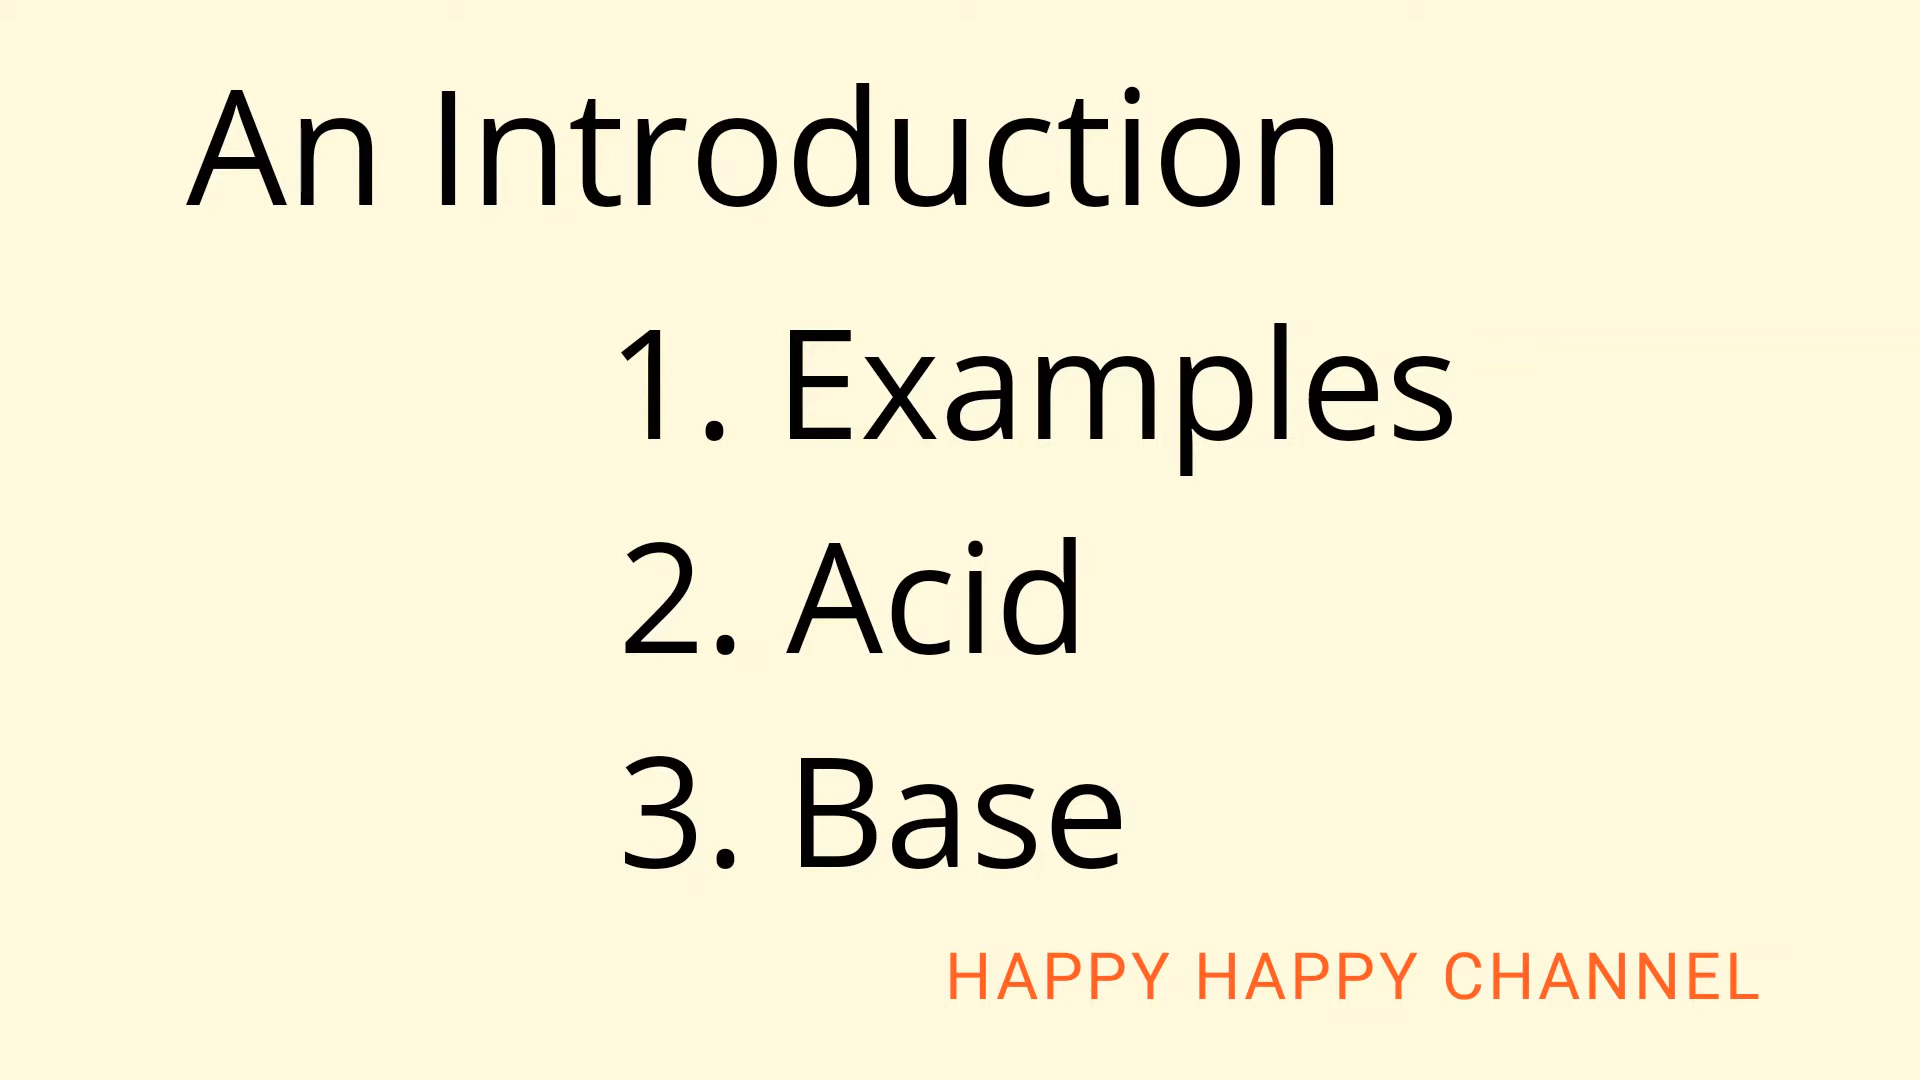 An Introduction
1. Examples
2. Acid
3. Base
HAPPY HAPPY CHANNEL